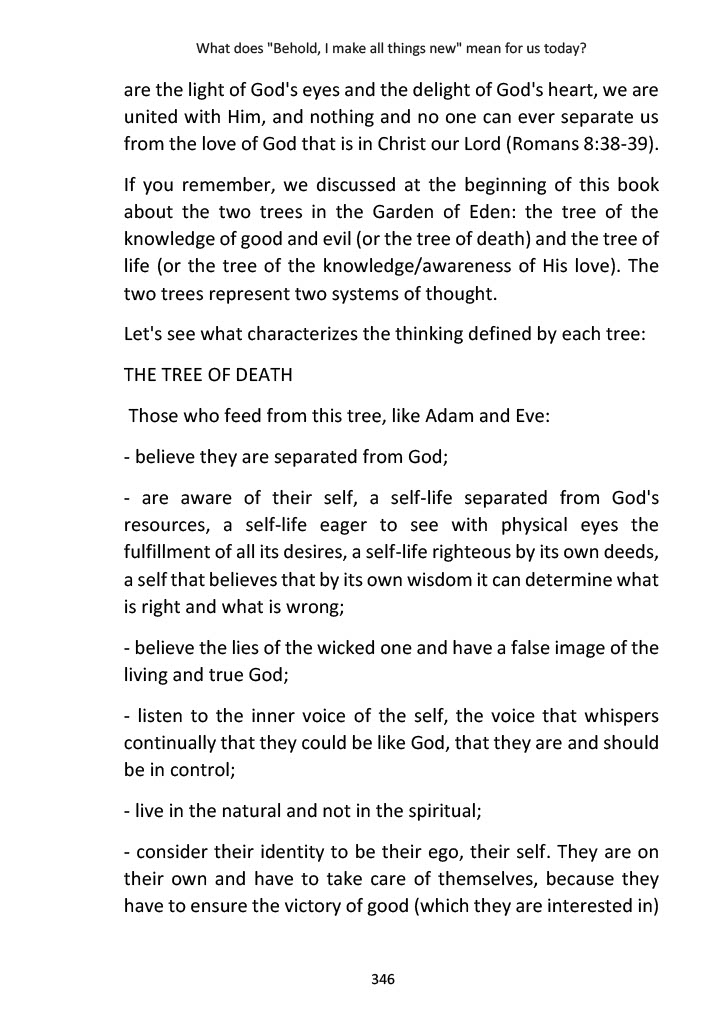 What does "Behold, I make all things new" mean for us today?
are the light of God's eyes and the delight of God's heart, we are
united with Him, and nothing and no one can ever separate us
from the love of God that is in Christ our Lord (Romans 8:38-39).
If you remember, we discussed at the beginning of this book
about the two trees in the Garden of Eden: the tree of the
knowledge of good and evil (or the tree of death) and the tree of
life (or the tree of the knowledge/awareness of His love). The
two trees represent two systems of thought.
Let's see what characterizes the thinking defined by each tree:
THE TREE OF DEATH
Those who feed from this tree, like Adam and Eve:
- believe they are separated from God;
- are aware of their self, a self-life separated from God's
resources, a self-life eager to see with physical eyes the
fulfillment of all its desires, a self-life righteous by its own deeds,
a self that believes that by its own wisdom it can determine what
is right and what is wrong;
- believe the lies of the wicked one and have a false image of the
living and true God;
- listen to the inner voice of the self, the voice that whispers
continually that they could be like God, that they are and should
be in control;
- live in the natural and not in the spiritual;
- consider their identity to be their ego, their self. They are on
their own and have to take care of themselves, because they
have to ensure the victory of good (which they are interested in)
346